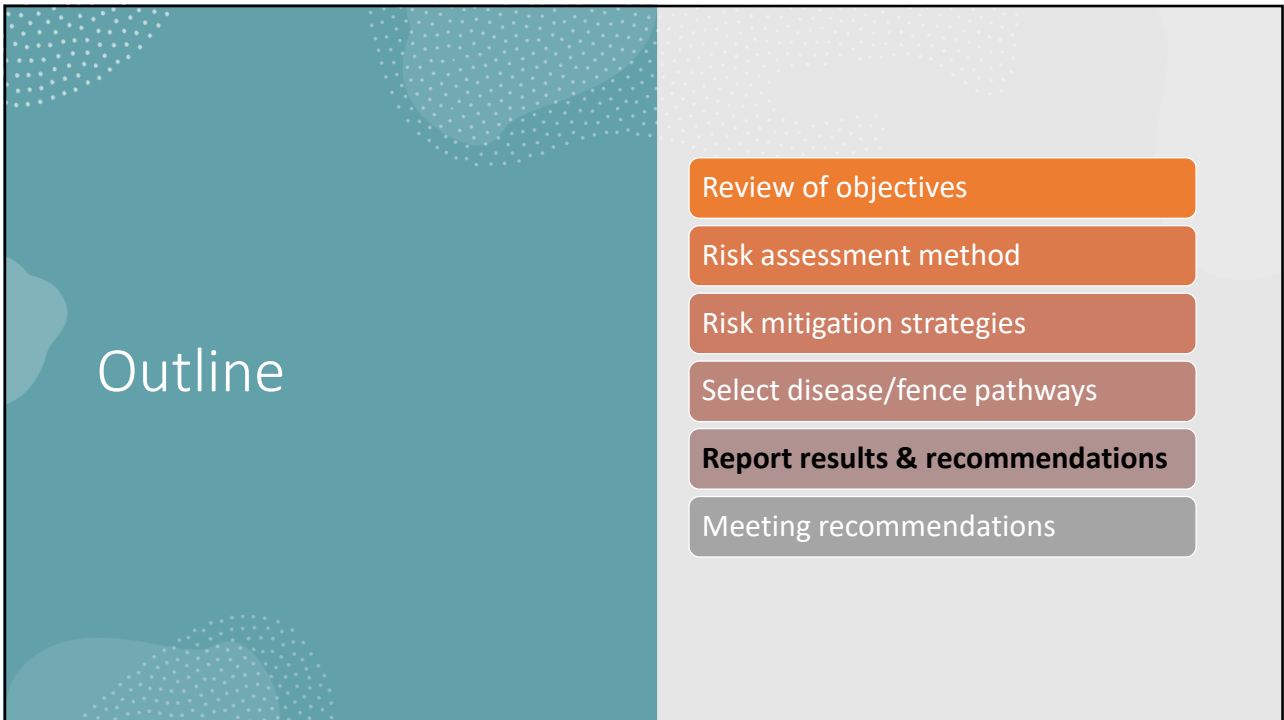 Outline
Review of objectives
Risk assessment method
Risk mitigation strategies
Select disease/fence pathways
Report results & recommendations
Meeting recommendations